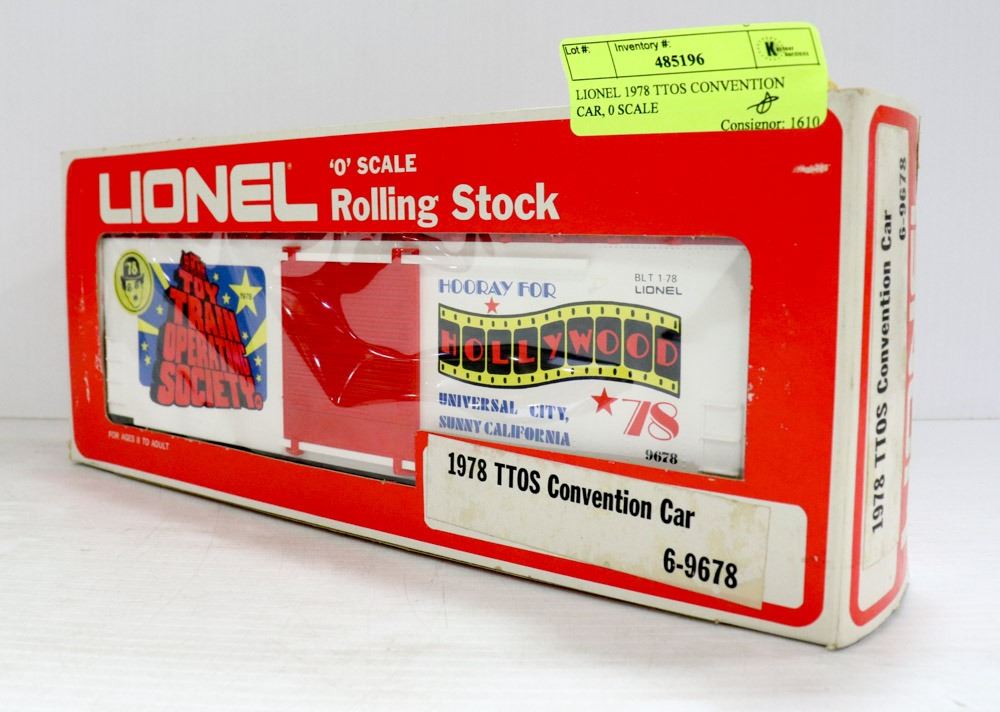 Lot #: Inventory #:
485196
LIONEL 1978 TTOS CONVENTION
CAR, 0 SCALE
Consignor: 1610
LIONEL 'O' SCALE
Rolling Stock
78
THE
TOY
TRAIN
OPERATING
SOCIETY
1978
HOORAY FOR
BLT 1-78
LIONEL
HOLLYWOOD
UNIVERSAL CITY,
SUNNY CALIFORNIA
78
9678
FOR AGES 8 TO ADULT
1978 TTOS Convention Car
6-9678
1978 TTOS Convention Car
6-9678